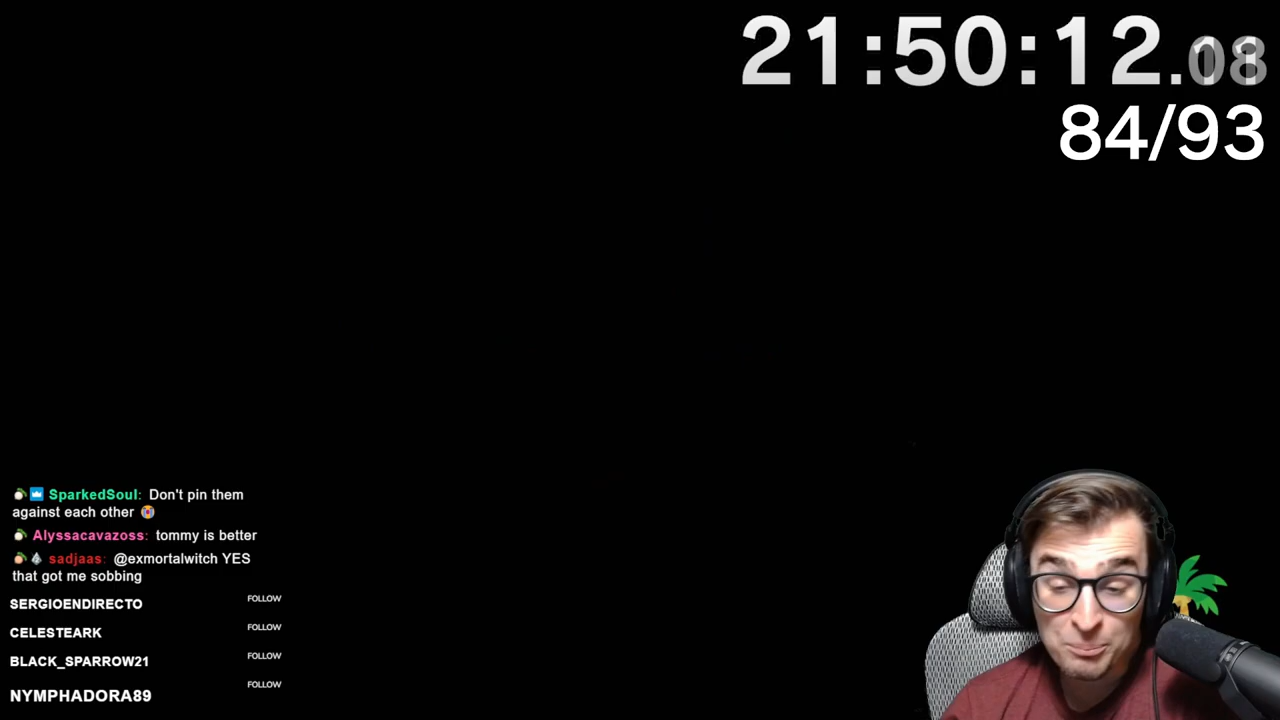 21:50:12.
84/93
SparkedSoul: Don't pin them
against each other 😭
Alyssacavazoss: tommy is better
sadjaas: @exmortalwitch YES
that got me sobbing
SERGIOENDIRECTO FOLLOW
CELESTEARK FOLLOW
BLACK_SPARROW21 FOLLOW
NYMPHADORA89 FOLLOW